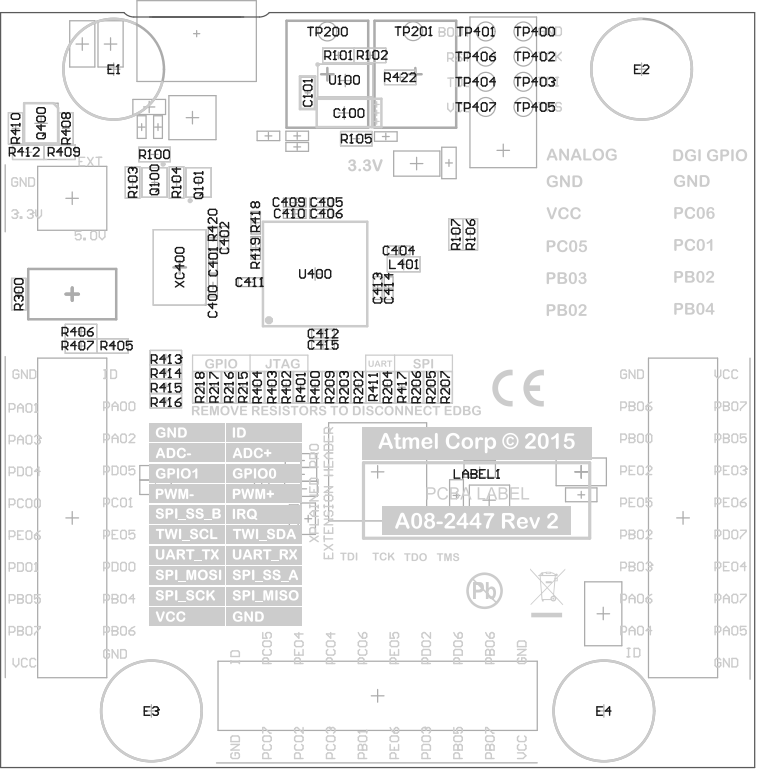 TP200 TP201 TP401 TP400
R101 R102 TP406 TP402
E1 U100 R422 TP404 TP403 E2
C101 TP407 TP405
C100
R410 Q400 R408
R105
R412 R409 R100 ANALOG DGI GPIO
EXT 3.3V
GND R103 Q100 R104 Q101 GND GND
3.3V C409 C405 VCC PC06
C410 C406
5.0V R420 C402 R418 R419 R107 R106 PC05 PC01
XC400 C401 C404
L401
U400 PB03 PB02
R300 C400 C411 C413 C414
PB02 PB04
R406 C412
R407 R405 C415
R413 GPIO JTAG UART SPI
GND ID R414 R218 R217 R216 R215 R404 R403 R402 R401 R400 R209 R203 R202 R411 R204 R417 R206 R205 R207 CE GND VCC
R415
PA01 PA00 R416 REMOVE RESISTORS TO DISCONNECT EDBG PB06 PB07
GND ID
PA03 PA02 ADC- ADC+ Atmel Corp © 2015 PB00 PB05
PD04 PD05 GPIO1 GPIO0 LABEL1 PE02 PE03
PWM- PWM+ XPLAINED PRO PCBA LABEL
PC00 PC01 SPI_SS_B IRQ EXTENSION HEADER A08-2447 Rev 2 PE06 PE05
PE06 PE05 TWI_SCL TWI_SDA PD02 PD07
UART_TX UART_RX TDI TCK TDO TMS
PD01 PD00 SPI_MOSI SPI_SS_A PB03 PE04
PB05 PB04 SPI_SCK SPI_MISO Pb PA06 PA07
VCC GND
PB07 PB06 PA04 PA05
VCC GND ID GND
ID PC05 PE04 PC04 PC06 PE05 PD02 PD06 PB06 GND
E3 E4
GND PC07 PC02 PC03 PB01 PE06 PD03 PB05 PB07 VCC